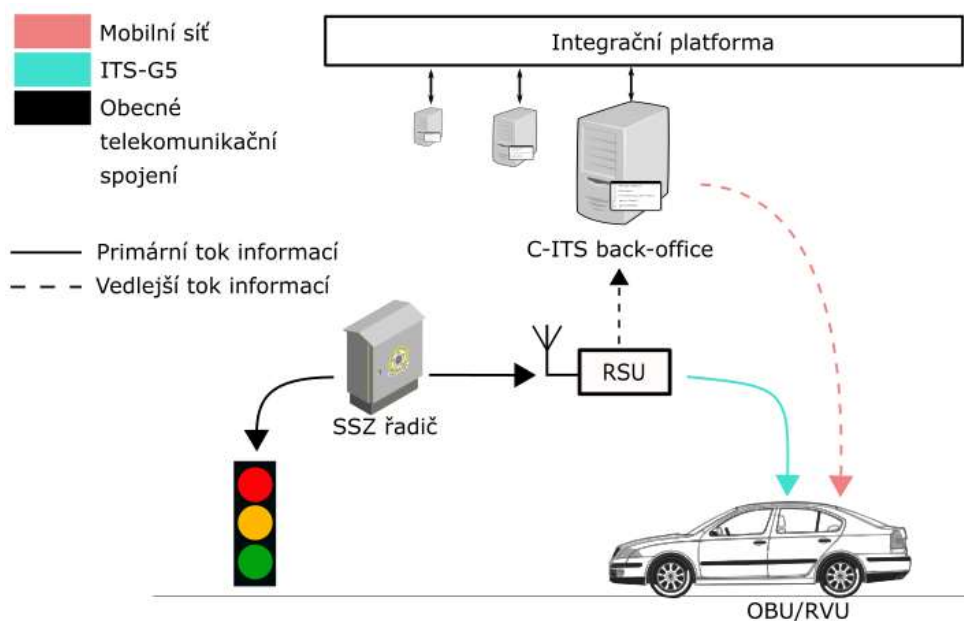 Mobilní síť
ITS-G5
Obecné
telekomunikační
spojení
Primární tok informací
Vedlejší tok informací
Integrační platforma
C-ITS back-office
RSU
SSZ řadič
OBU/RVU